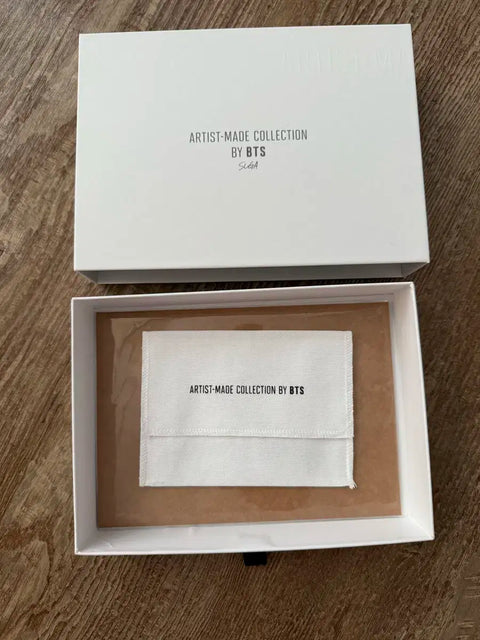 ARTIST-MADE COLLECTION
BY BTS
SUGA
ARTIST-MADE COLLECTION BY BTS